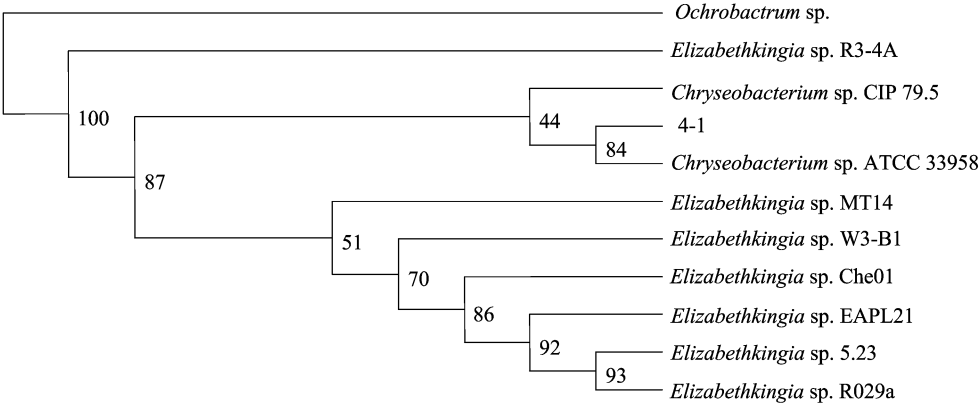 Ochrobactrum sp.
Elizabethkingia sp. R3-4A
Chryseobacterium sp. CIP 79.5
100
44
4-1
84
Chryseobacterium sp. ATCC 33958
87
Elizabethkingia sp. MT14
51
Elizabethkingia sp. W3-B1
70
Elizabethkingia sp. Che01
86
Elizabethkingia sp. EAPL21
92
Elizabethkingia sp. 5.23
93
Elizabethkingia sp. R029a